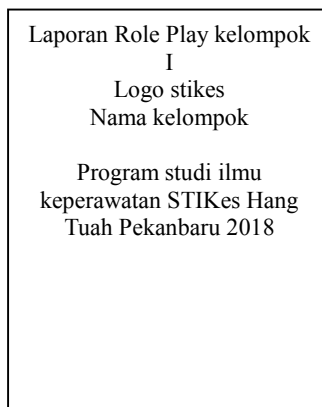 Laporan Role Play kelompok
I
Logo stikes
Nama kelompok
Program studi ilmu
keperawatan STIKes Hang
Tuah Pekanbaru 2018